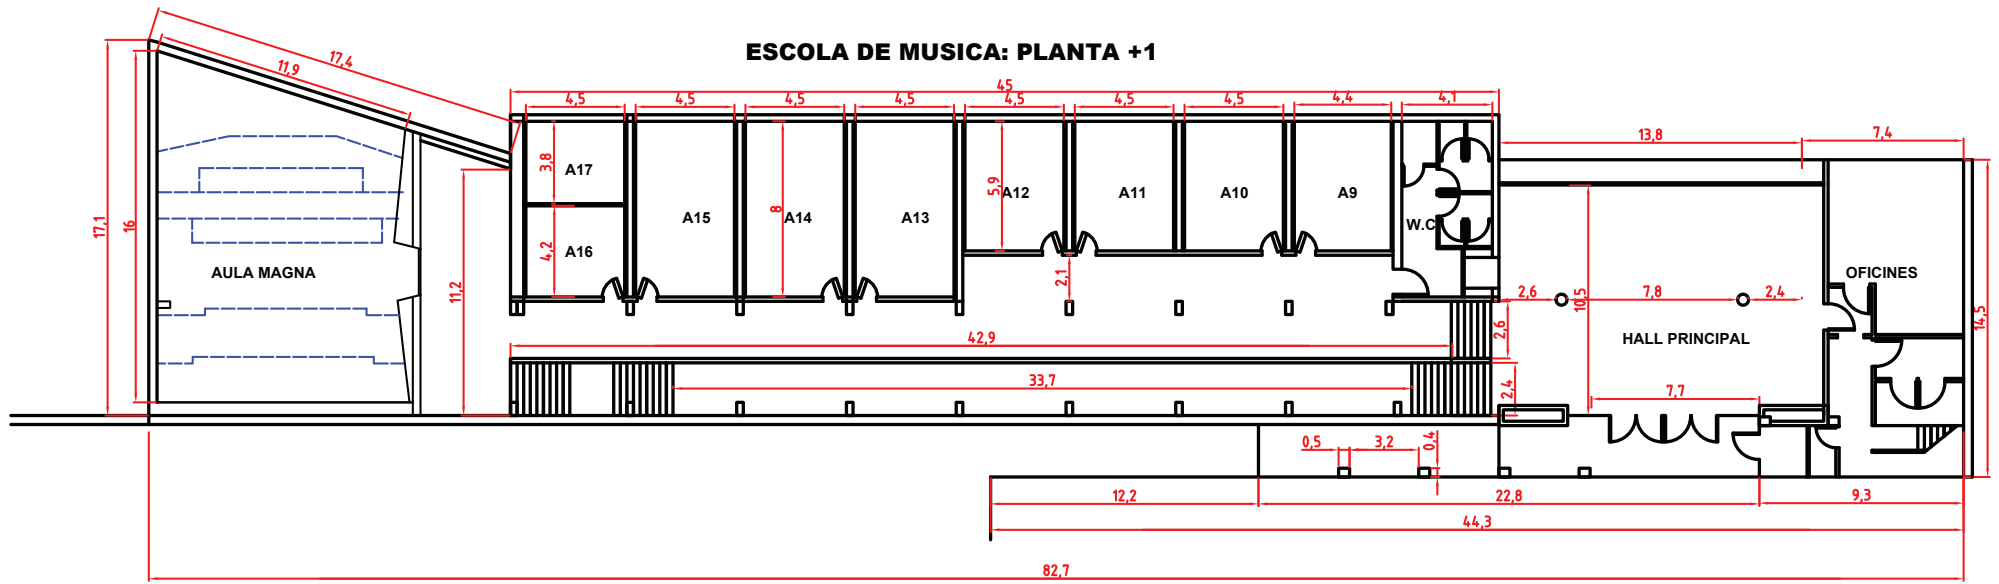 ESCOLA DE MUSICA: PLANTA +1
17,4
11,9
45
4,5
4,5
4,5
4,5
4,5
4,5
4,5
4,4
4,1
13,8
7,4
3,8
A17
5,9
A12
A11
A10
A9
17,1
16
8
A15
A14
A13
W.C
4,2
A16
AULA MAGNA
11,2
2,1
OFICINES
2,6
7,8
2,4
10,5
14,5
HALL PRINCIPAL
42,9
2,6
33,7
2,4
7,7
0,5
3,2
0,4
12,2
22,8
9,3
44,3
82,7